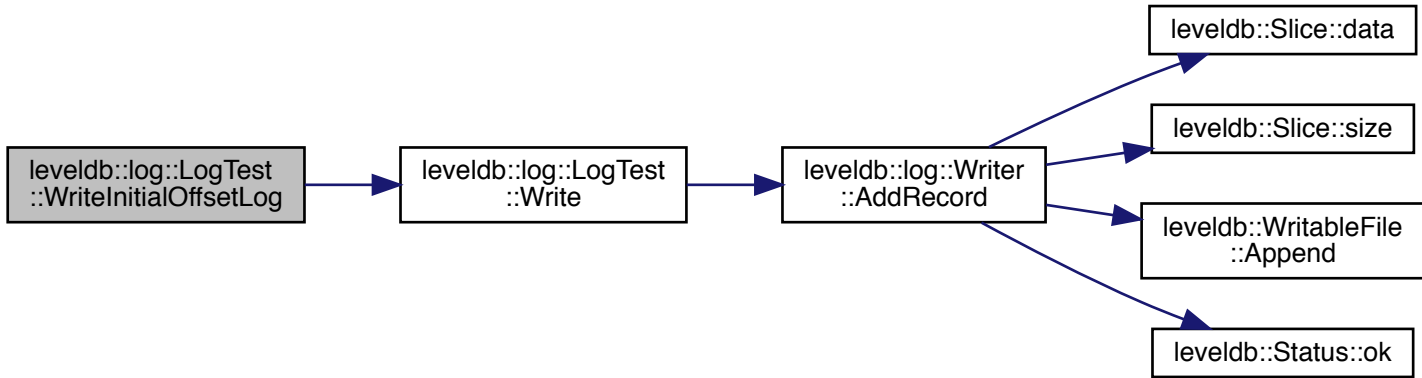 leveldb::log::LogTest
::WriteInitialOffsetLog
leveldb::log::LogTest
::Write
leveldb::log::Writer
::AddRecord
leveldb::Slice::data
leveldb::Slice::size
leveldb::WritableFile
::Append
leveldb::Status::ok